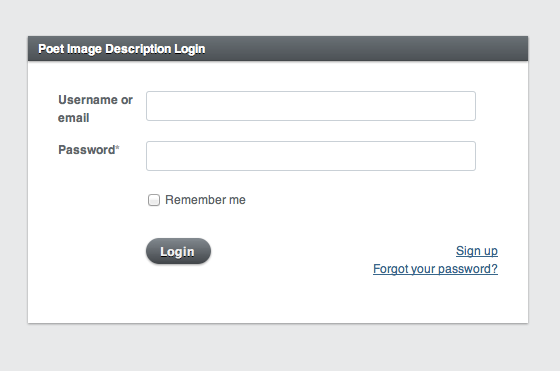 Poet Image Description Login
Username or
email
Password*
Remember me
Login
Sign up
Forgot your password?